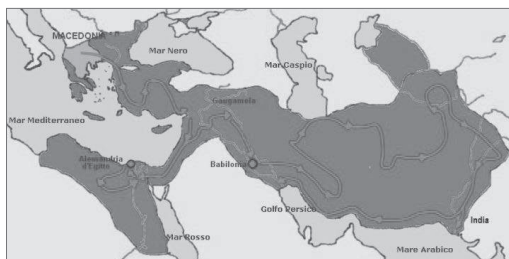 MACEDONIA
Mar Nero
Mar Caspio
Gaugamela
Mar Mediterraneo
Alessandria
d'Egitto
Babilonia
Golfo Persico
India
Mar Rosso
Mare Arabico